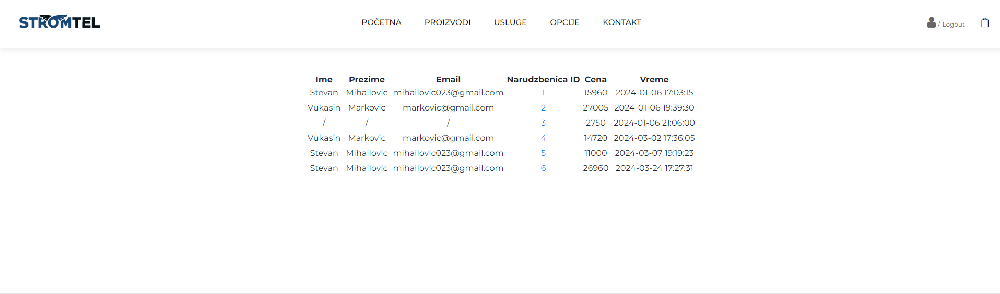 STROMTEL
POČETNA PROIZVODI USLUGE OPCIJE KONTAKT
/ Logout
Ime Prezime Email Narudzbenica ID Cena Vreme
Stevan Mihailovic mihailovic023@gmail.com 1 15960 2024-01-06 17:03:15
Vukasin Markovic markovic@gmail.com 2 27005 2024-01-06 19:39:30
/ / / 3 2750 2024-01-06 21:06:00
Vukasin Markovic markovic@gmail.com 4 14720 2024-03-02 17:36:05
Stevan Mihailovic mihailovic023@gmail.com 5 11000 2024-03-07 19:19:23
Stevan Mihailovic mihailovic023@gmail.com 6 26960 2024-03-24 17:27:31